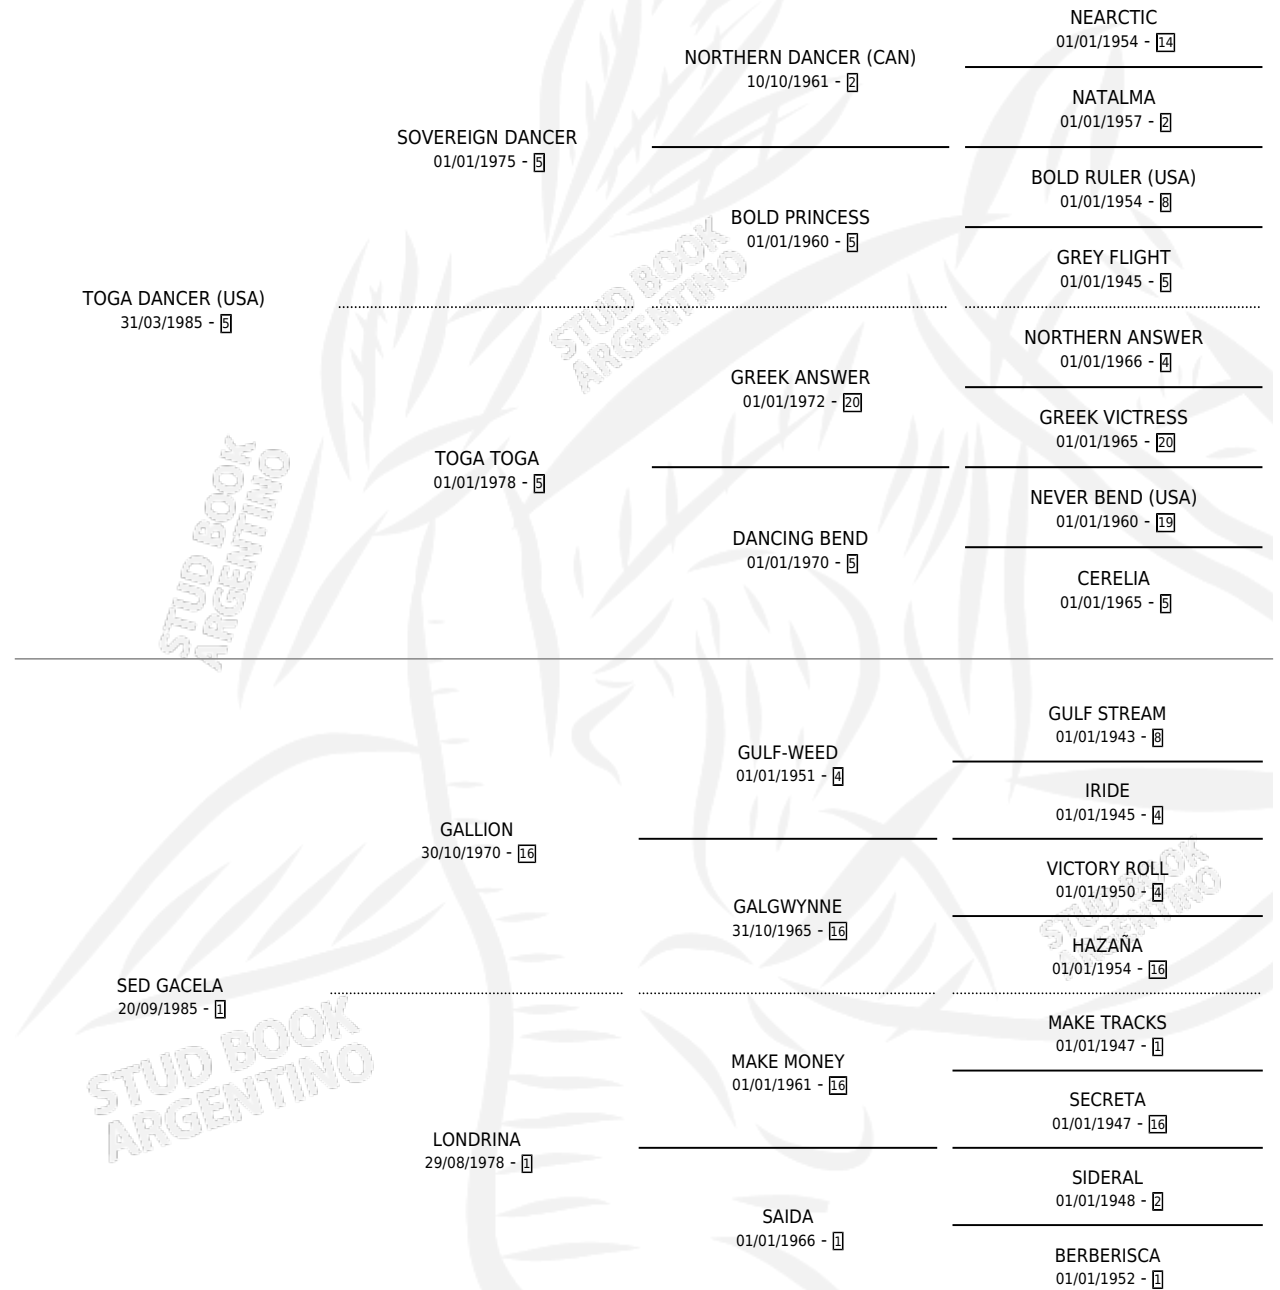 NEARCTIC
01/01/1954 - 14
NORTHERN DANCER (CAN)
10/10/1961 - 2
NATALMA
01/01/1957 - 2
SOVEREIGN DANCER
01/01/1975 - 5
BOLD RULER (USA)
01/01/1954 - 8
BOLD PRINCESS
01/01/1960 - 5
GREY FLIGHT
01/01/1945 - 5
TOGA DANCER (USA)
31/03/1985 - 5
STUD BOOK
ARGENTINO
NORTHERN ANSWER
01/01/1966 - 4
GREEK ANSWER
01/01/1972 - 20
GREEK VICTRESS
01/01/1965 - 20
TOGA TOGA
01/01/1978 - 5
NEVER BEND (USA)
01/01/1960 - 19
DANCING BEND
01/01/1970 - 5
CERELIA
01/01/1965 - 5
STUD BOOK
ARGENTINO
GULF STREAM
01/01/1943 - 8
GULF-WEED
01/01/1951 - 4
IRIDE
01/01/1945 - 4
GALLION
30/10/1970 - 16
VICTORY ROLL
01/01/1950 - 4
GALGWYNNE
31/10/1965 - 16
HAZAÑA
01/01/1954 - 16
STUD BOOK
ARGENTINO
SED GACELA
20/09/1985 - 1
STUD BOOK
ARGENTINO
MAKE TRACKS
01/01/1947 - 1
MAKE MONEY
01/01/1961 - 16
SECRETA
01/01/1947 - 16
LONDRINA
29/08/1978 - 1
SIDERAL
01/01/1948 - 2
SAIDA
01/01/1966 - 1
BERBERISCA
01/01/1952 - 1